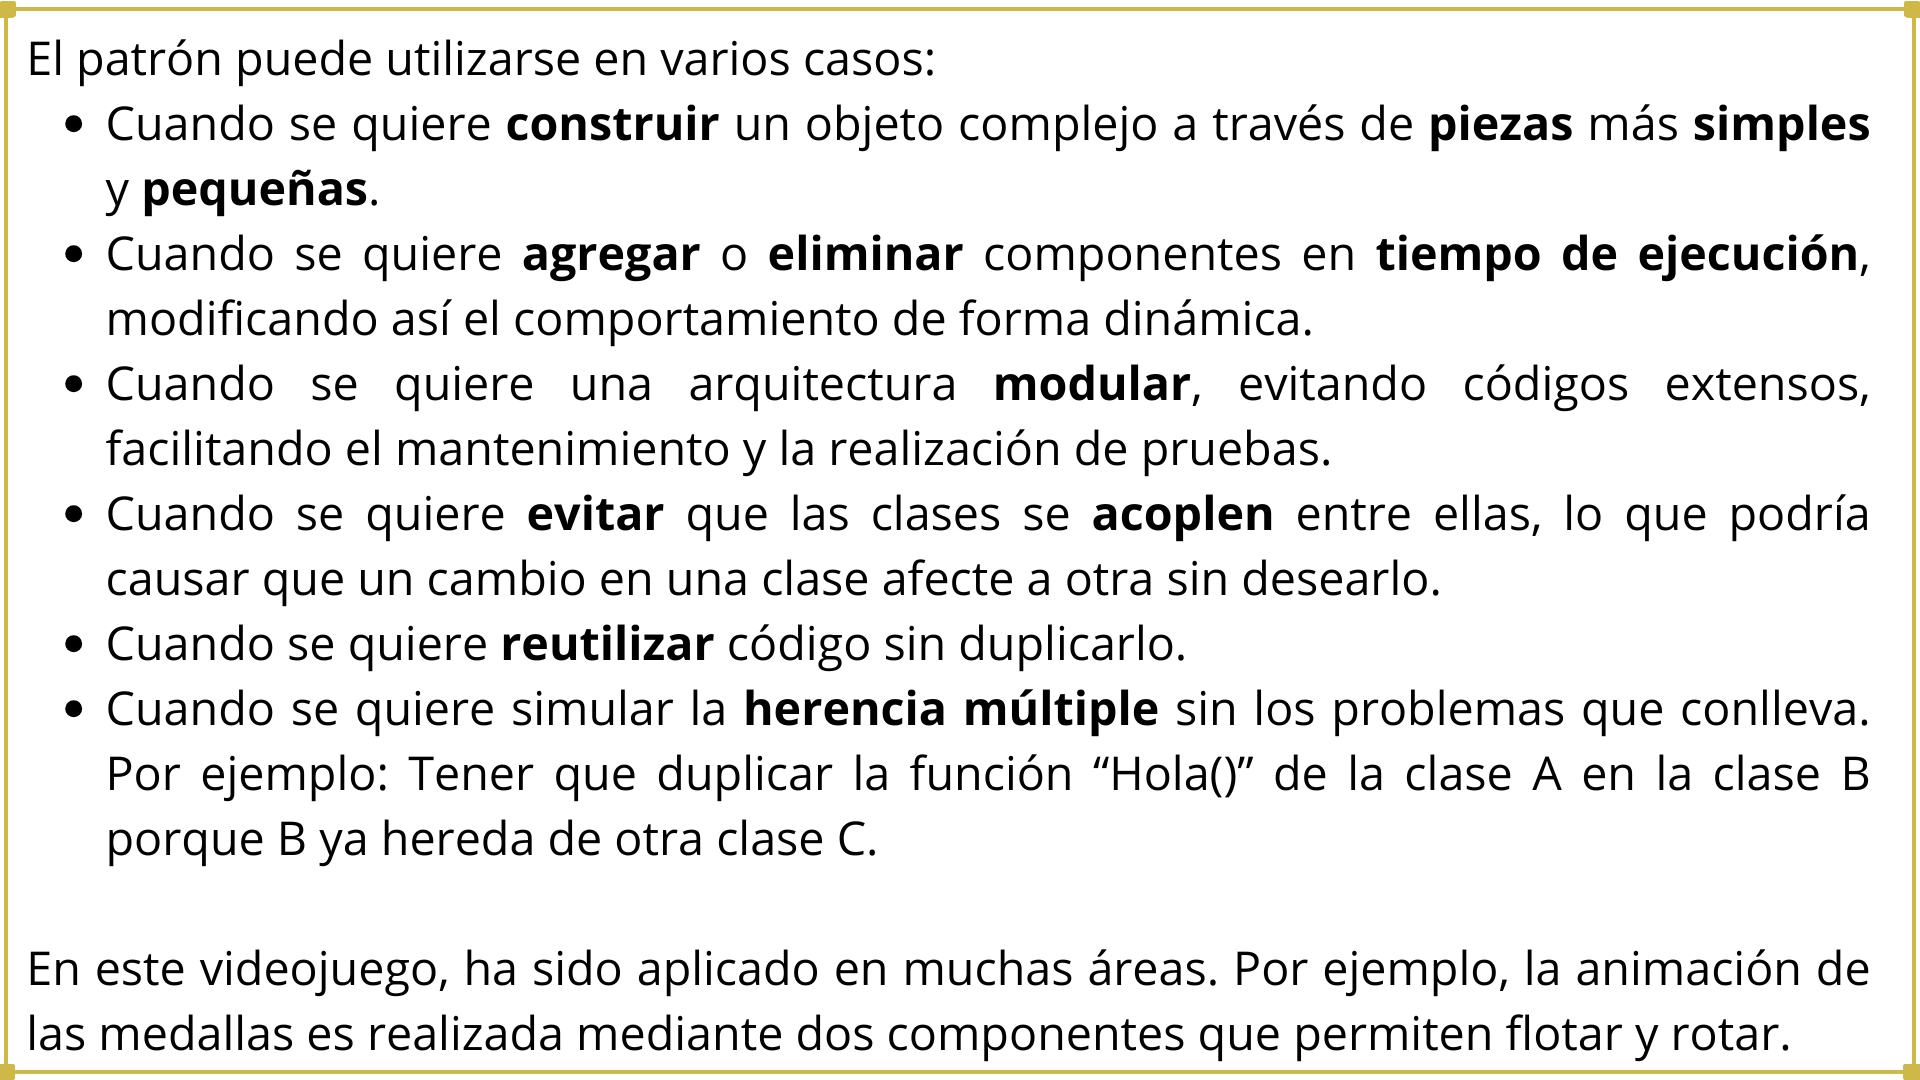 El patrón puede utilizarse en varios casos:
• Cuando se quiere construir un objeto complejo a través de piezas más simples
y pequeñas.
• Cuando se quiere agregar o eliminar componentes en tiempo de ejecución,
modificando así el comportamiento de forma dinámica.
• Cuando se quiere una arquitectura modular, evitando códigos extensos,
facilitando el mantenimiento y la realización de pruebas.
• Cuando se quiere evitar que las clases se acoplen entre ellas, lo que podría
causar que un cambio en una clase afecte a otra sin desearlo.
• Cuando se quiere reutilizar código sin duplicarlo.
• Cuando se quiere simular la herencia múltiple sin los problemas que conlleva.
Por ejemplo: Tener que duplicar la función “Hola()” de la clase A en la clase B
porque B ya hereda de otra clase C.
En este videojuego, ha sido aplicado en muchas áreas. Por ejemplo, la animación de
las medallas es realizada mediante dos componentes que permiten flotar y rotar.